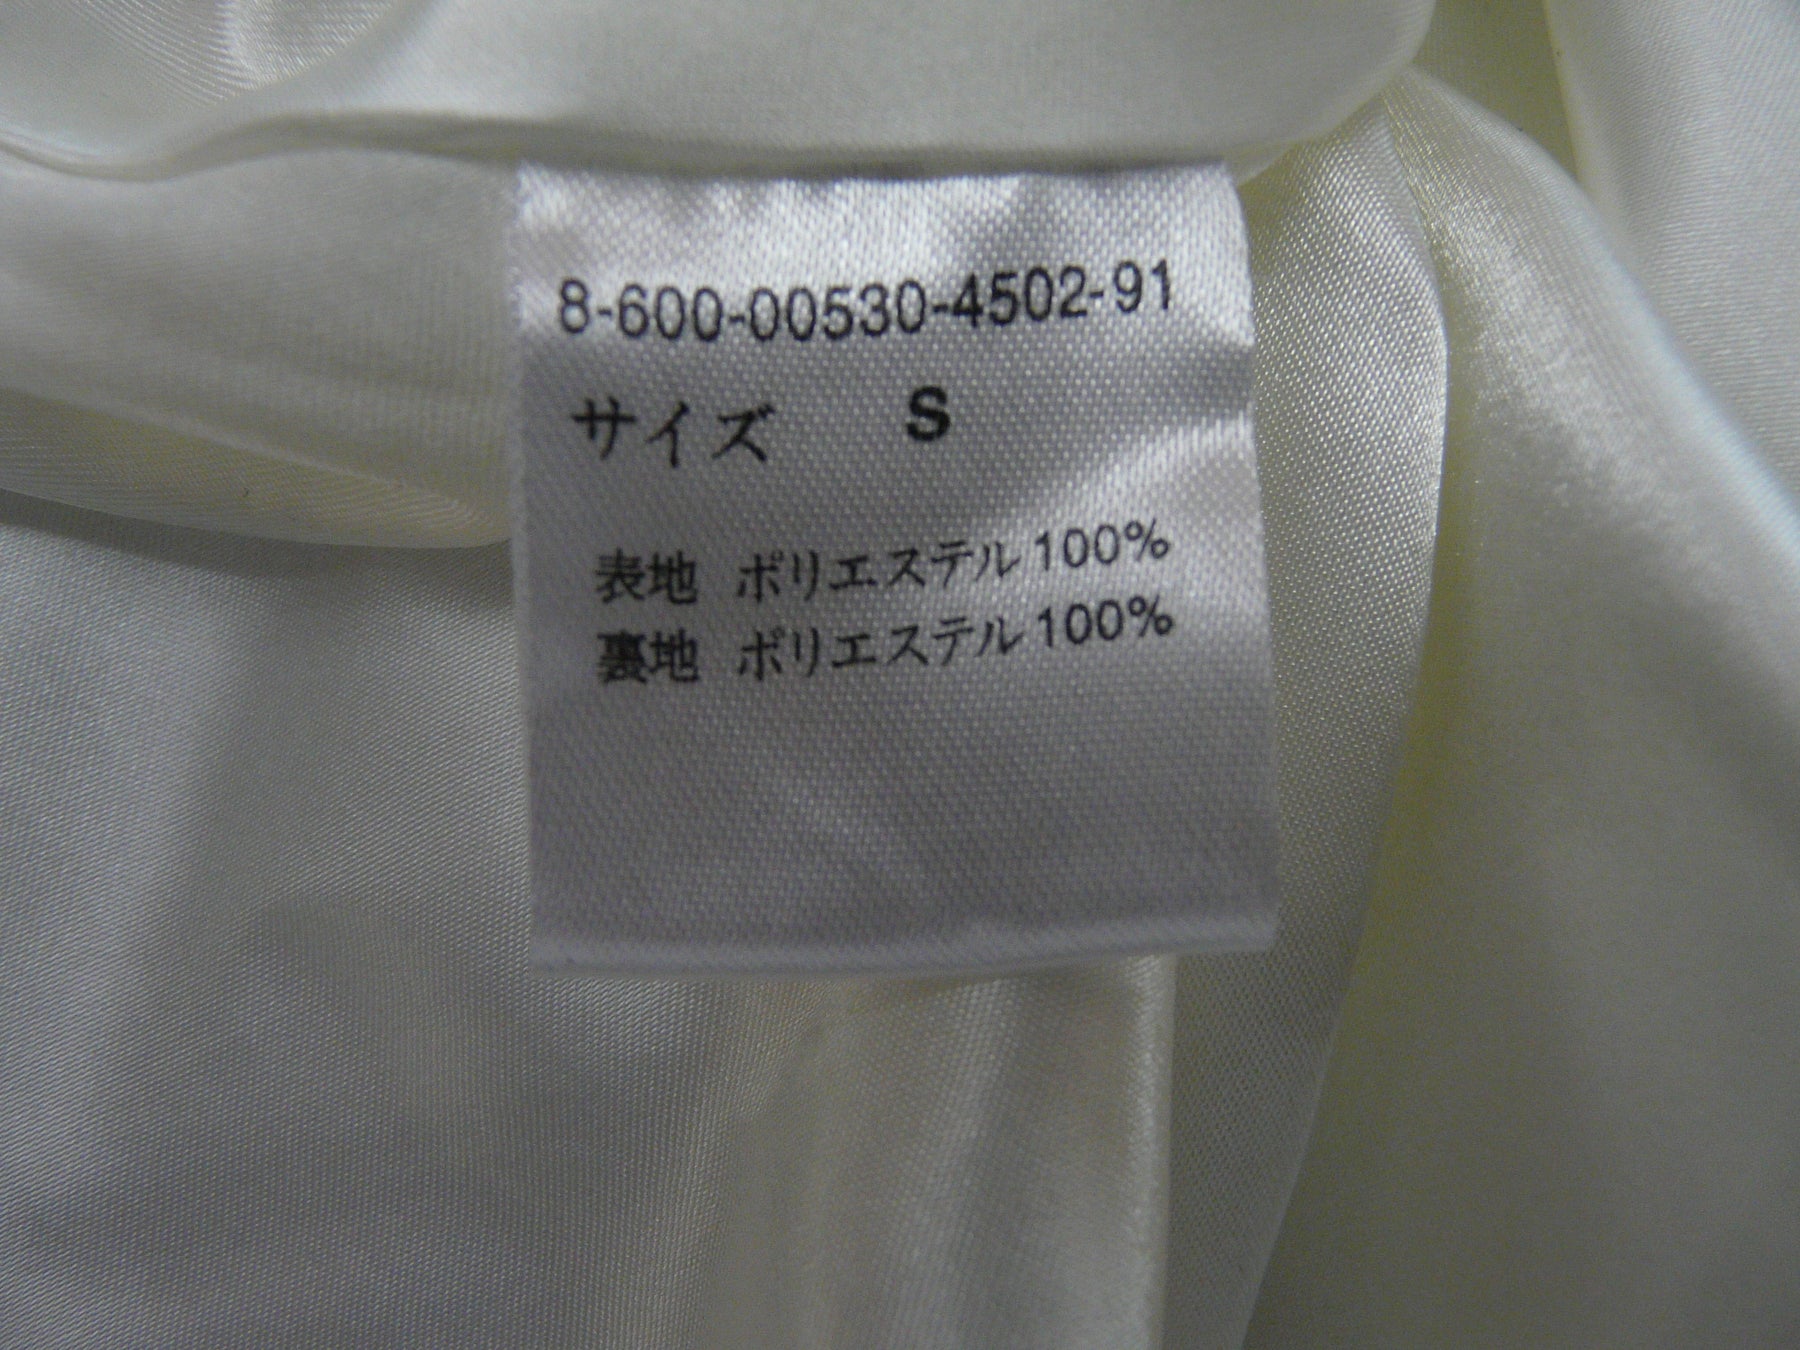 8-600-00530-4502-91
サイズ S
表地 ポリエステル100%
裏地 ポリエステル100%